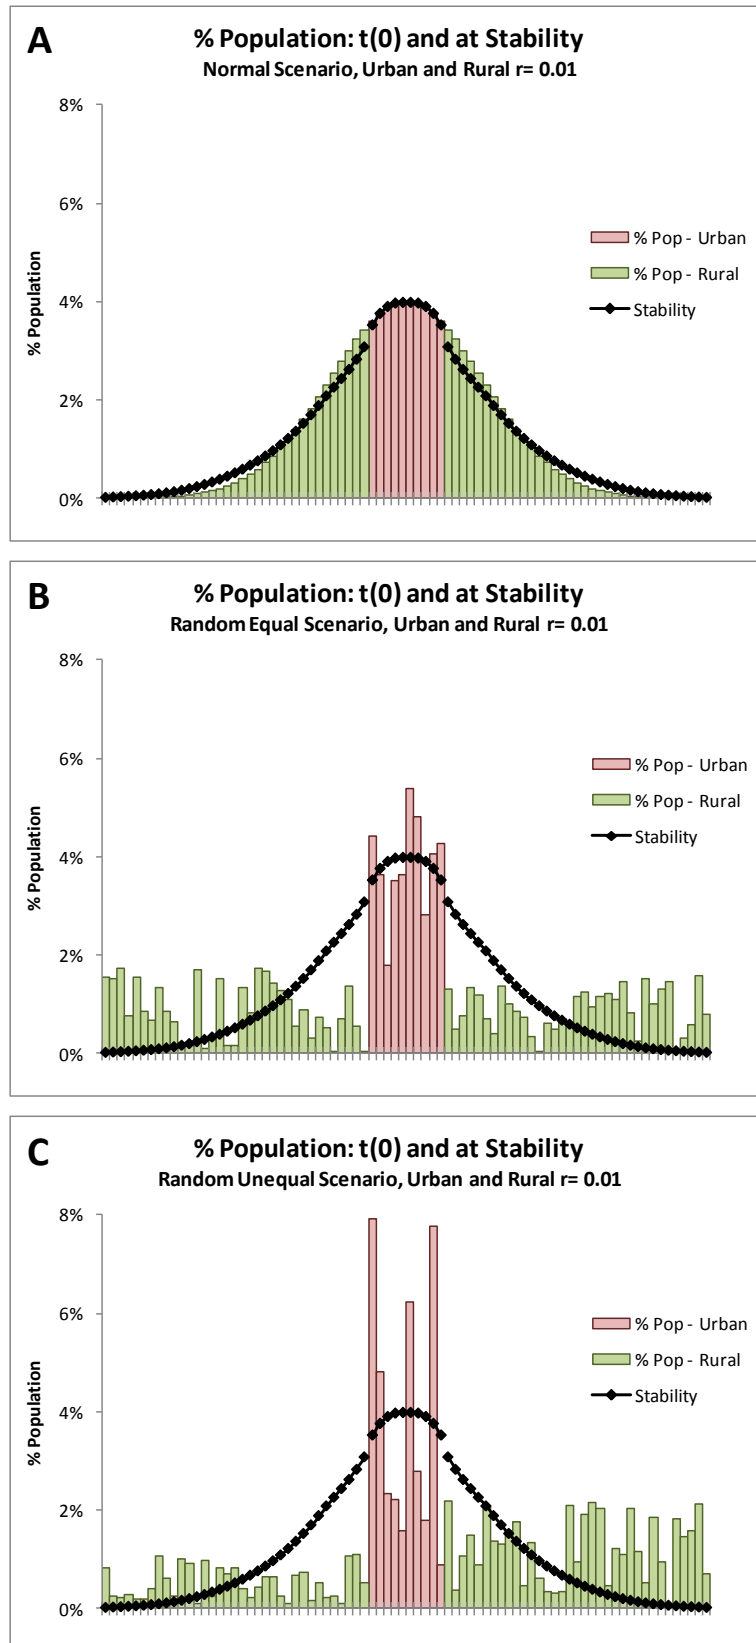 A
% Population: t(0) and at Stability
Normal Scenario, Urban and Rural r= 0.01
8%
6%
4%
2%
0%
% Population
% Pop - Urban
% Pop - Rural
Stability
B
% Population: t(0) and at Stability
Random Equal Scenario, Urban and Rural r= 0.01
8%
6%
4%
2%
0%
% Population
% Pop - Urban
% Pop - Rural
Stability
C
% Population: t(0) and at Stability
Random Unequal Scenario, Urban and Rural r= 0.01
8%
6%
4%
2%
0%
% Population
% Pop - Urban
% Pop - Rural
Stability